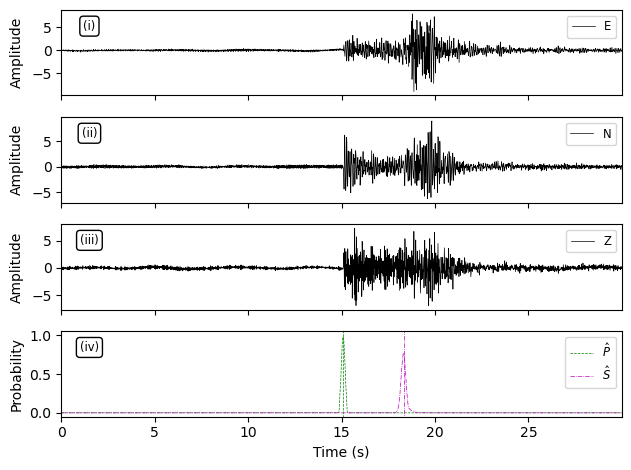 Amplitude
5
0
−5
(i)
E
Amplitude
5
0
−5
(ii)
N
Amplitude
5
0
−5
(iii)
Z
Probability
1.0
0.5
0.0
(iv)
P̂
Ŝ
0 5 10 15 20 25
Time (s)